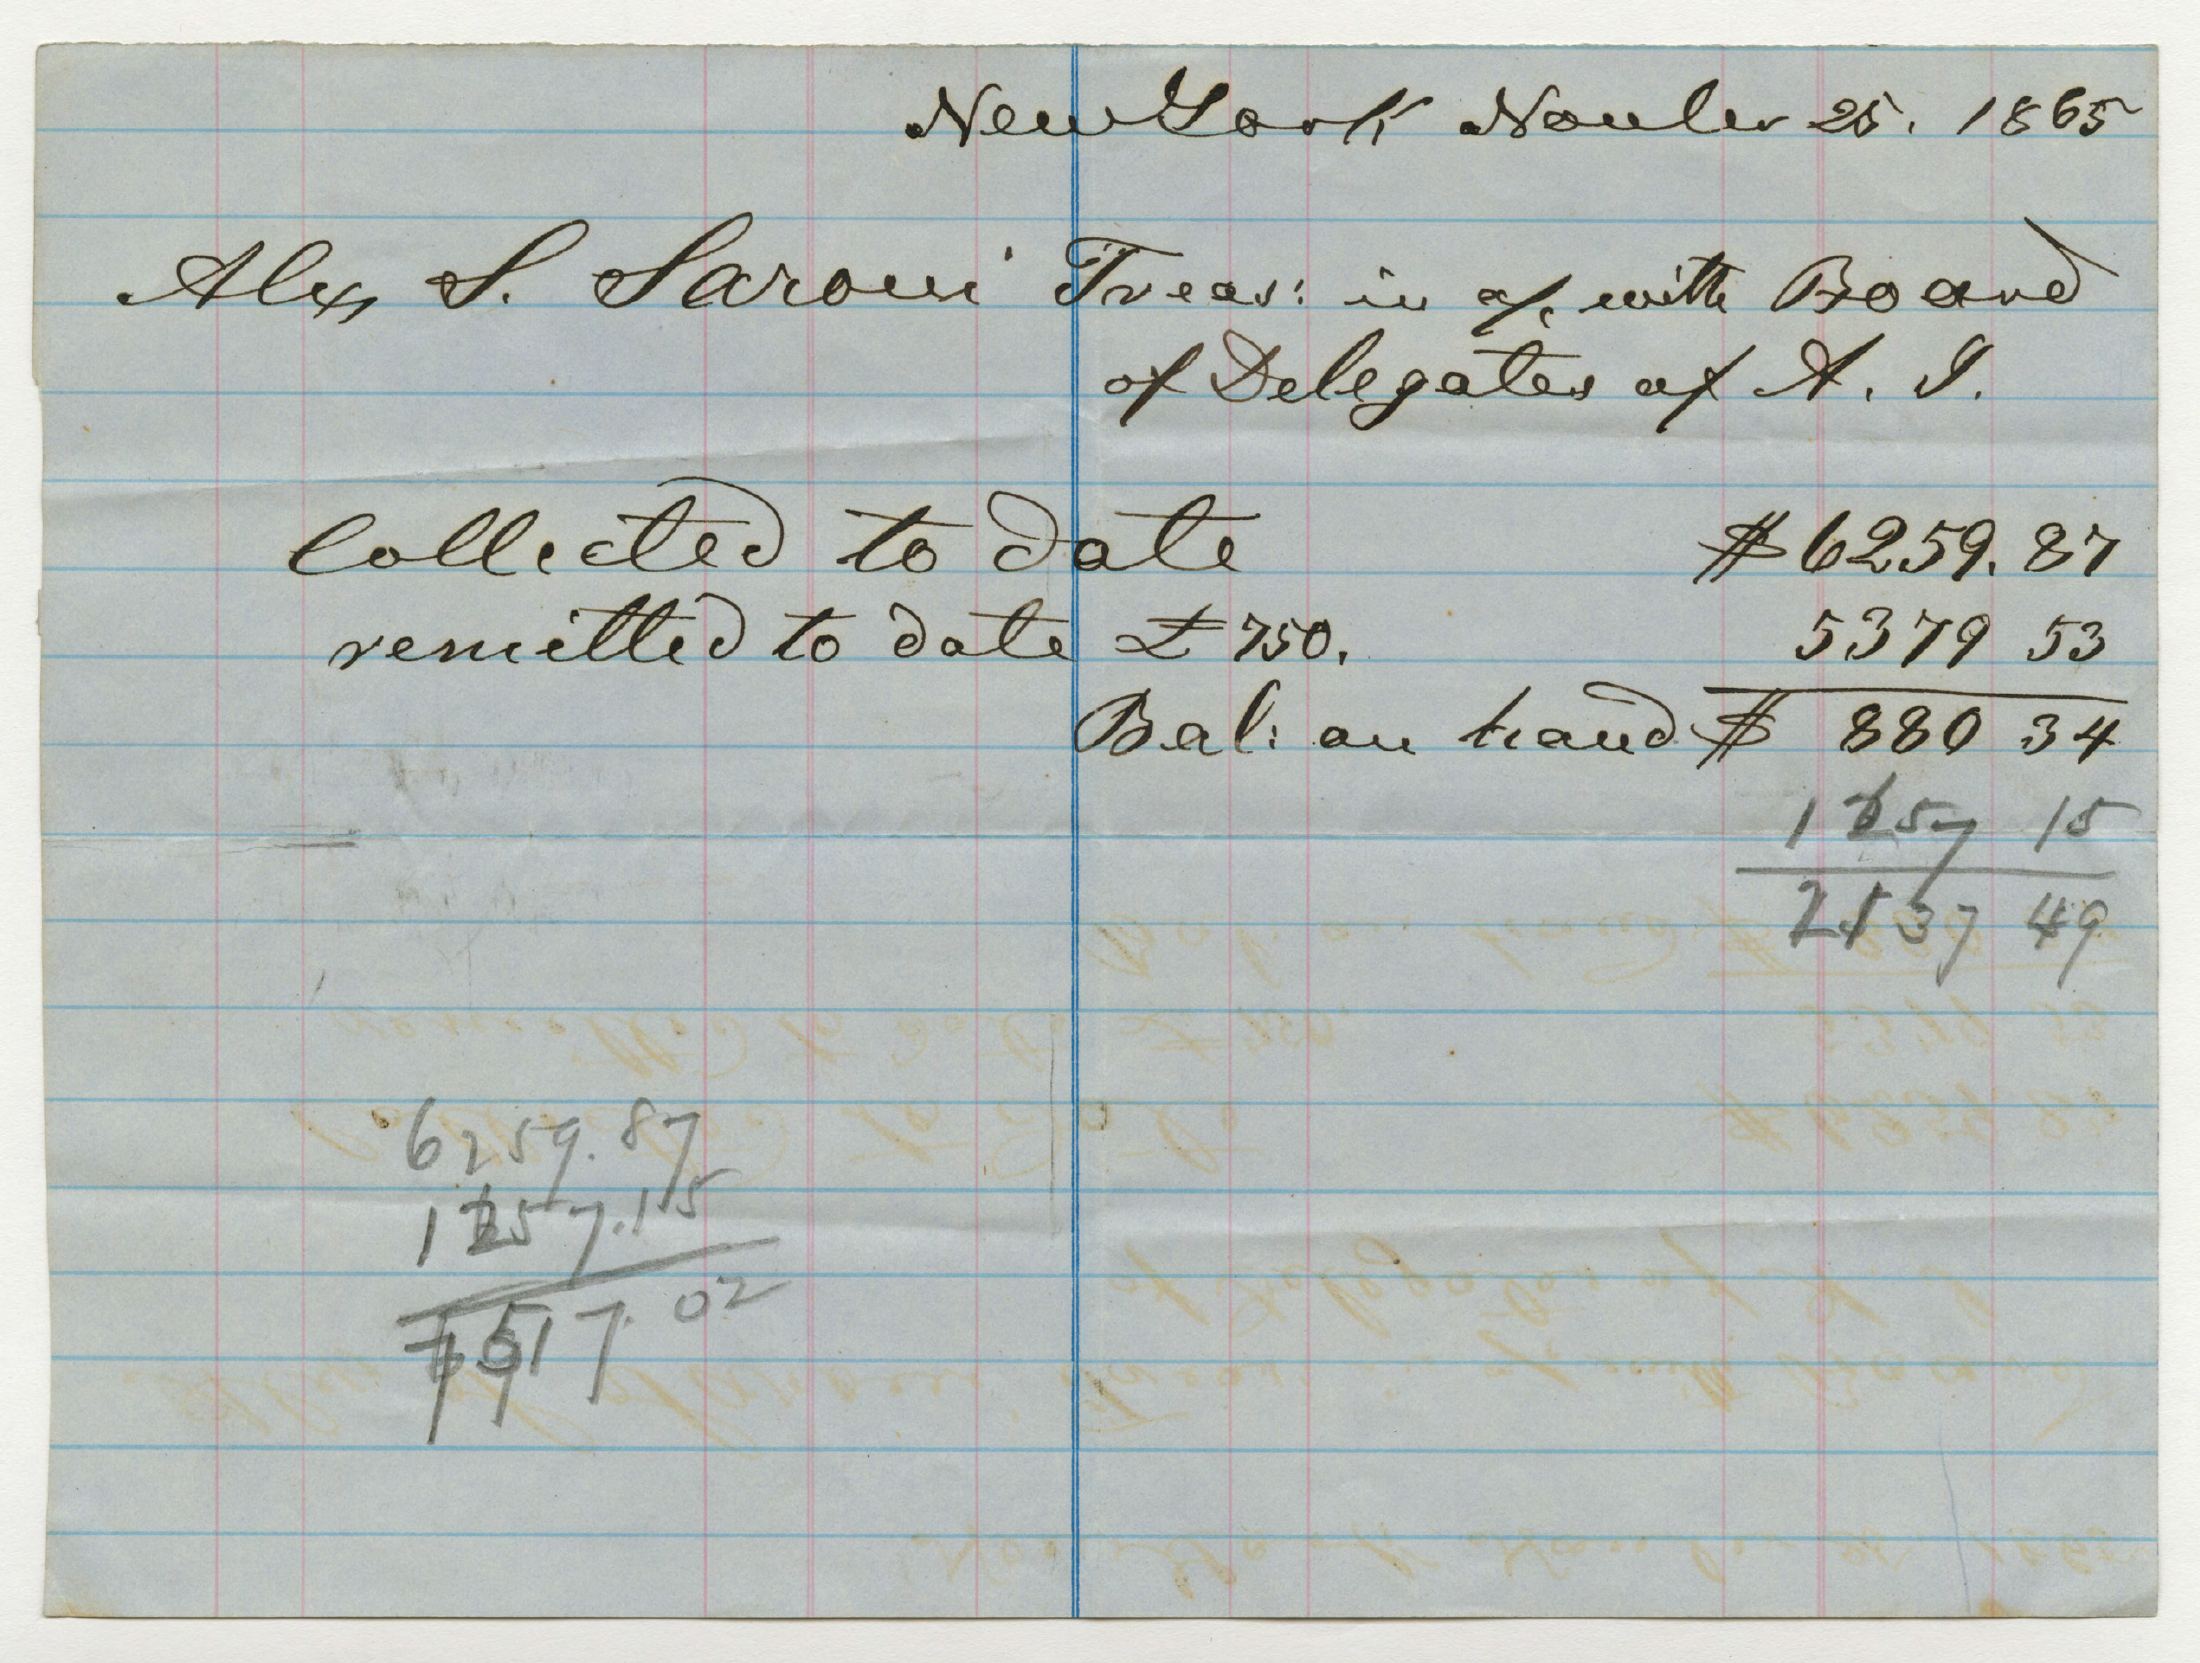 New York Novber 25. 1865
Alex S. Saroni Treas: in a/c with Board
of Delegates of A. I.
Collected to date $6259.87
remitted to date £750. 5379 53
Bal: on hand $ 880 34
1257 15
2137 49
6259.87
1257.15
7517.02